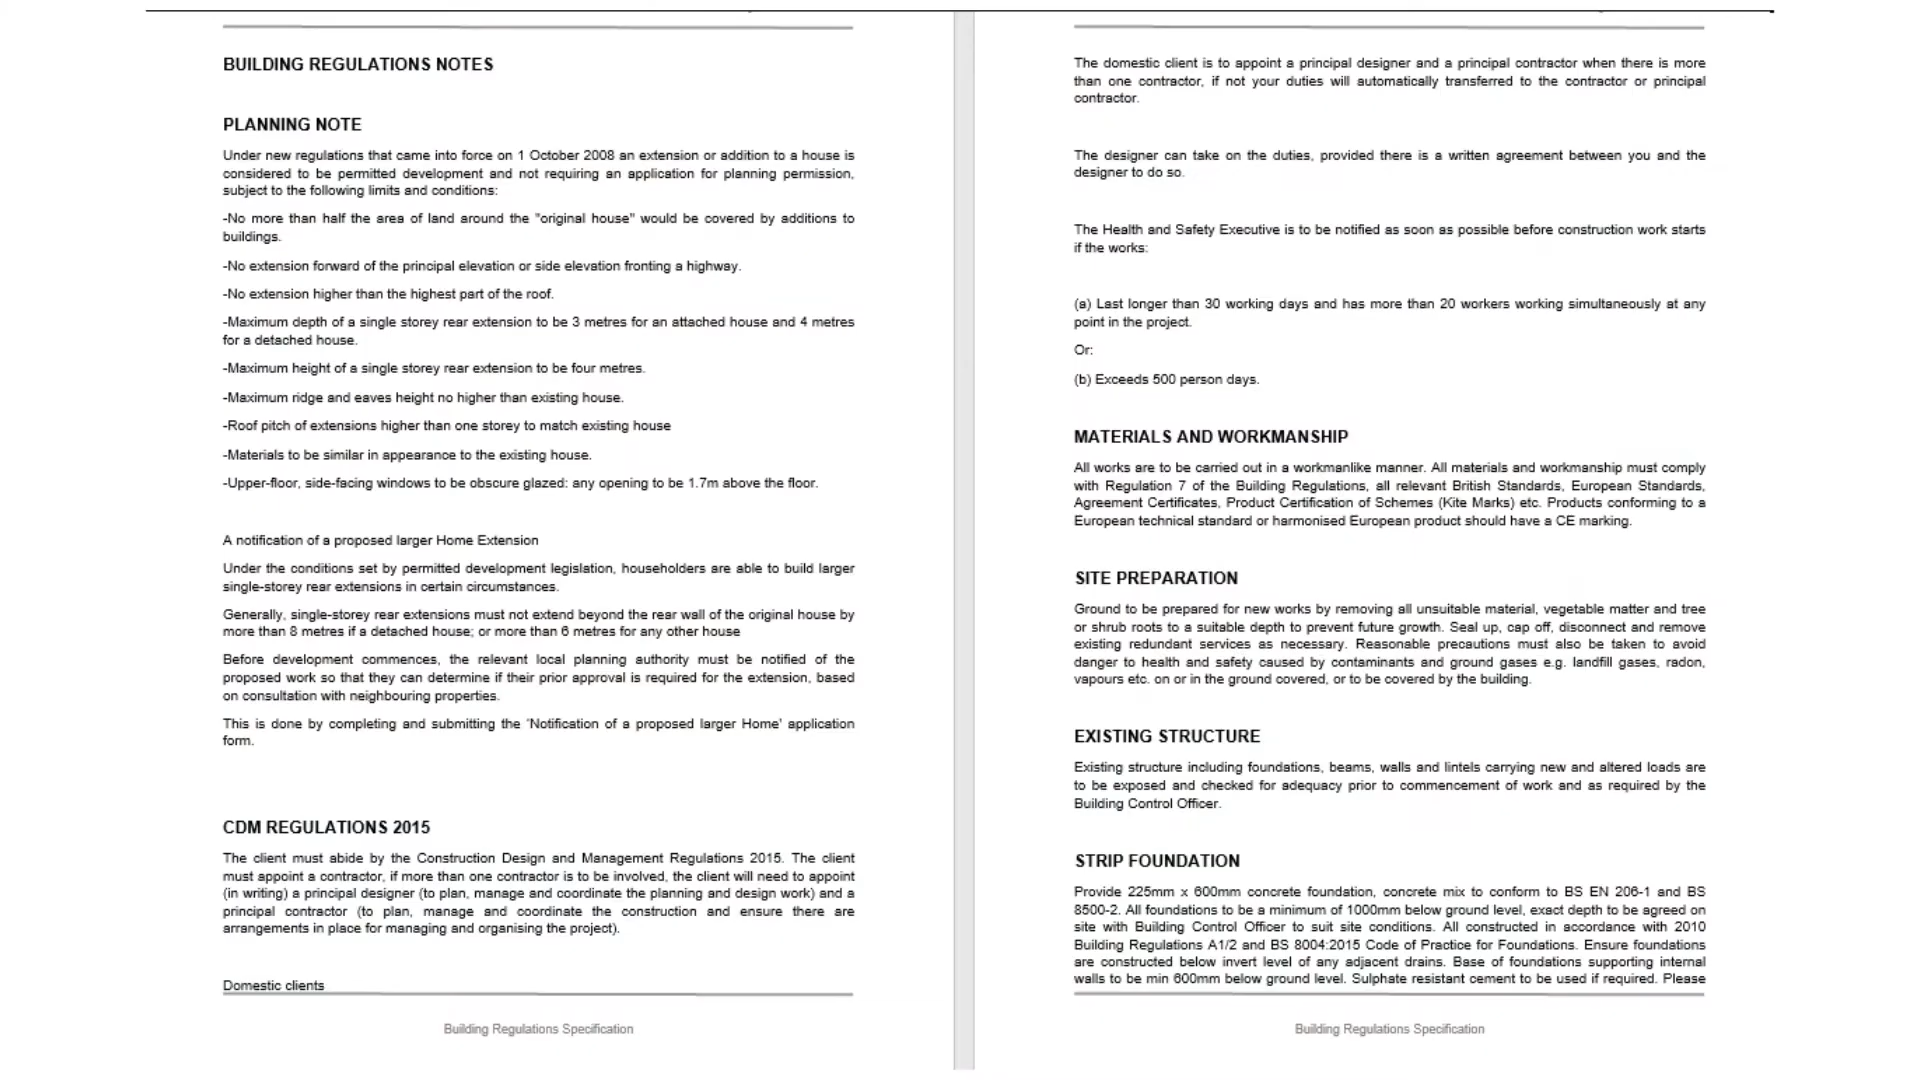 BUILDING REGULATIONS NOTES
PLANNING NOTE
Under new regulations that came into force on 1 October 2008 an extension or addition to a house is
considered to be permitted development and not requiring an application for planning permission,
subject to the following limits and conditions:
-No more than half the area of land around the "original house" would be covered by additions to
buildings.
-No extension forward of the principal elevation or side elevation fronting a highway.
-No extension higher than the highest part of the roof.
-Maximum depth of a single storey rear extension to be 3 metres for an attached house and 4 metres
for a detached house.
-Maximum height of a single storey rear extension to be four metres.
-Maximum ridge and eaves height no higher than existing house.
-Roof pitch of extensions higher than one storey to match existing house
-Materials to be similar in appearance to the existing house.
-Upper-floor, side-facing windows to be obscure glazed: any opening to be 1.7m above the floor.
A notification of a proposed larger Home Extension
Under the conditions set by permitted development legislation, householders are able to build larger
single-storey rear extensions in certain circumstances.
Generally, single-storey rear extensions must not extend beyond the rear wall of the original house by
more than 8 metres if a detached house; or more than 6 metres for any other house
Before development commences, the relevant local planning authority must be notified of the
proposed work so that they can determine if their prior approval is required for the extension, based
on consultation with neighbouring properties.
This is done by completing and submitting the 'Notification of a proposed larger Home' application
form.
CDM REGULATIONS 2015
The client must abide by the Construction Design and Management Regulations 2015. The client
must appoint a contractor, if more than one contractor is to be involved, the client will need to appoint
(in writing) a principal designer (to plan, manage and coordinate the planning and design work) and a
principal contractor (to plan, manage and coordinate the construction and ensure there are
arrangements in place for managing and organising the project).
Domestic clients
Building Regulations Specification
The domestic client is to appoint a principal designer and a principal contractor when there is more
than one contractor, if not your duties will automatically transferred to the contractor or principal
contractor.
The designer can take on the duties, provided there is a written agreement between you and the
designer to do so.
The Health and Safety Executive is to be notified as soon as possible before construction work starts
if the works:
(a) Last longer than 30 working days and has more than 20 workers working simultaneously at any
point in the project.
Or:
(b) Exceeds 500 person days.
MATERIALS AND WORKMANSHIP
All works are to be carried out in a workmanlike manner. All materials and workmanship must comply
with Regulation 7 of the Building Regulations, all relevant British Standards, European Standards,
Agreement Certificates, Product Certification of Schemes (Kite Marks) etc. Products conforming to a
European technical standard or harmonised European product should have a CE marking.
SITE PREPARATION
Ground to be prepared for new works by removing all unsuitable material, vegetable matter and tree
or shrub roots to a suitable depth to prevent future growth. Seal up, cap off, disconnect and remove
existing redundant services as necessary. Reasonable precautions must also be taken to avoid
danger to health and safety caused by contaminants and ground gases e.g. landfill gases, radon,
vapours etc. on or in the ground covered, or to be covered by the building.
EXISTING STRUCTURE
Existing structure including foundations, beams, walls and lintels carrying new and altered loads are
to be exposed and checked for adequacy prior to commencement of work and as required by the
Building Control Officer.
STRIP FOUNDATION
Provide 225mm x 600mm concrete foundation, concrete mix to conform to BS EN 206-1 and BS
8500-2. All foundations to be a minimum of 1000mm below ground level, exact depth to be agreed on
site with Building Control Officer to suit site conditions. All constructed in accordance with 2010
Building Regulations A1/2 and BS 8004:2015 Code of Practice for Foundations. Ensure foundations
are constructed below invert level of any adjacent drains. Base of foundations supporting internal
walls to be min 600mm below ground level. Sulphate resistant cement to be used if required. Please
Building Regulations Specification